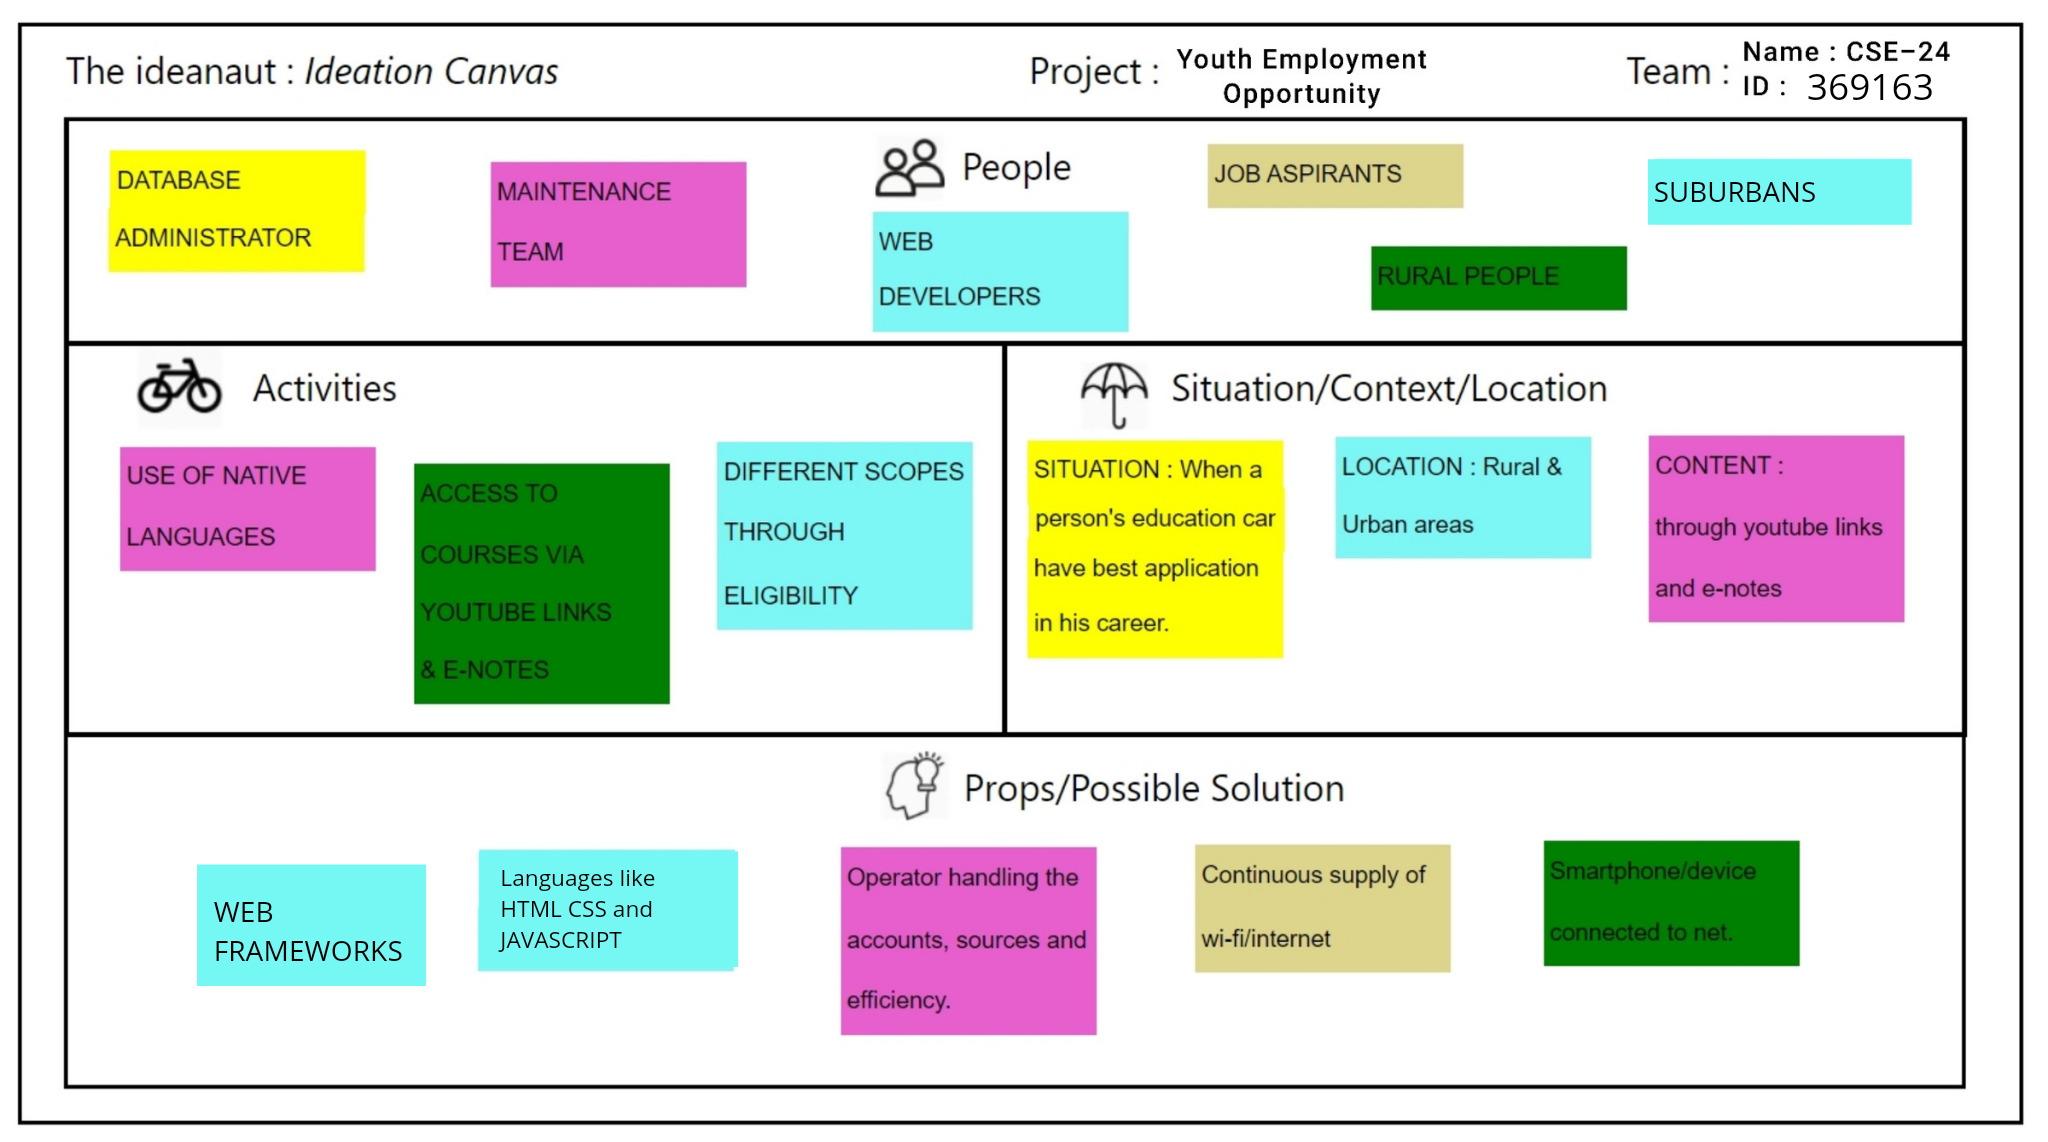 The ideanaut : Ideation Canvas
Project : Youth Employment
Opportunity
Team : Name : CSE-24
ID : 369163
People
DATABASE
ADMINISTRATOR
MAINTENANCE
TEAM
WEB
DEVELOPERS
JOB ASPIRANTS
RURAL PEOPLE
SUBURBANS
Activities
USE OF NATIVE
LANGUAGES
ACCESS TO
COURSES VIA
YOUTUBE LINKS
& E-NOTES
DIFFERENT SCOPES
THROUGH
ELIGIBILITY
Situation/Context/Location
SITUATION : When a
person's education car
have best application
in his career.
LOCATION : Rural &
Urban areas
CONTENT :
through youtube links
and e-notes
Props/Possible Solution
WEB
FRAMEWORKS
Languages like
HTML CSS and
JAVASCRIPT
Operator handling the
accounts, sources and
efficiency.
Continuous supply of
wi-fi/internet
Smartphone/device
connected to net.